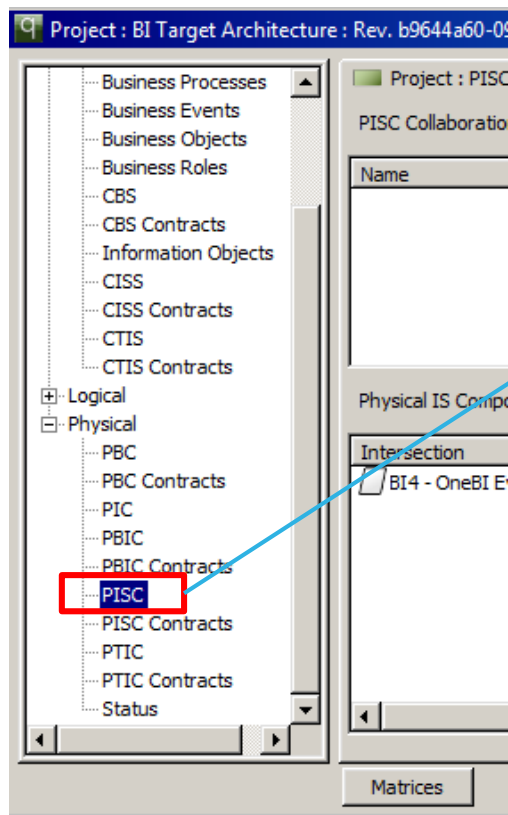 Project : BI Target Architecture : Rev. b9644a60-09
Business Processes
Business Events
Business Objects
Business Roles
CBS
CBS Contracts
Information Objects
CISS
CISS Contracts
CTIS
CTIS Contracts
Logical
Physical
PBC
PBC Contracts
PIC
PBIC
PBIC Contracts
PISC
PISC Contracts
PTIC
PTIC Contracts
Status
Project : PISC
PISC Collaboratio
Name
Physical IS Compo
Intersection
BI4 - OneBI E
Matrices